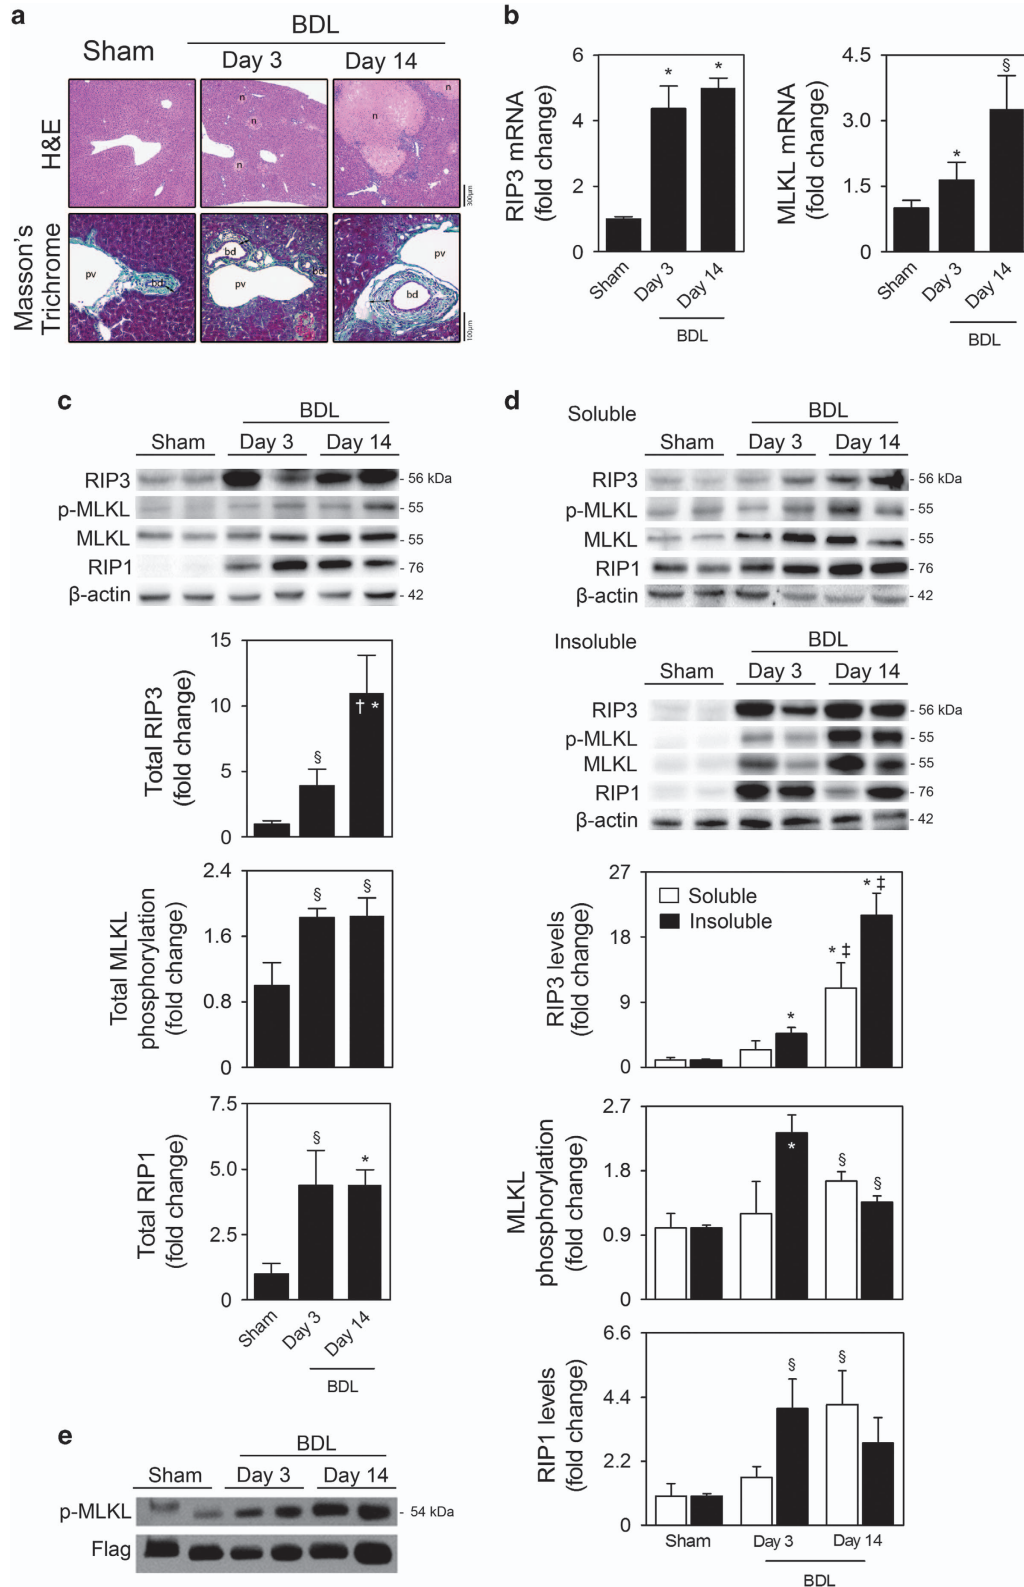 a
Sham
BDL
Day 3
Day 14
H&E
n
n
n
n
n
300µm
Masson's
Trichrome
pv
bd
bd
pv
bd
pv
bd
100µm
b
RIP3 mRNA
(fold change)
6
4
2
0
*
*
Sham
Day 3
Day 14
BDL
MLKL mRNA
(fold change)
4.5
3.0
1.5
0
*
§
Sham
Day 3
Day 14
BDL
c
BDL
Sham
Day 3
Day 14
RIP3
- 56 kDa
p-MLKL
- 55
MLKL
- 55
RIP1
- 76
β-actin
- 42
Total RIP3
(fold change)
15
10
5
0
§
† *
Total MLKL
phosphorylation
(fold change)
2.4
1.6
0.8
0
§
§
Total RIP1
(fold change)
7.5
5.0
2.5
0
§
*
Sham
Day 3
Day 14
BDL
d
Soluble
BDL
Sham
Day 3
Day 14
RIP3
- 56 kDa
p-MLKL
- 55
MLKL
- 55
RIP1
- 76
β-actin
- 42
Insoluble
BDL
Sham
Day 3
Day 14
RIP3
- 56 kDa
p-MLKL
- 55
MLKL
- 55
RIP1
- 76
β-actin
- 42
RIP3 levels
(fold change)
27
18
9
0
Soluble
Insoluble
*
* ‡
* ‡
MLKL
phosphorylation
(fold change)
2.7
1.8
0.9
0
*
§
§
RIP1 levels
(fold change)
6.6
4.4
2.2
0
§
§
Sham
Day 3
Day 14
BDL
e
BDL
Sham
Day 3
Day 14
p-MLKL
- 54 kDa
Flag